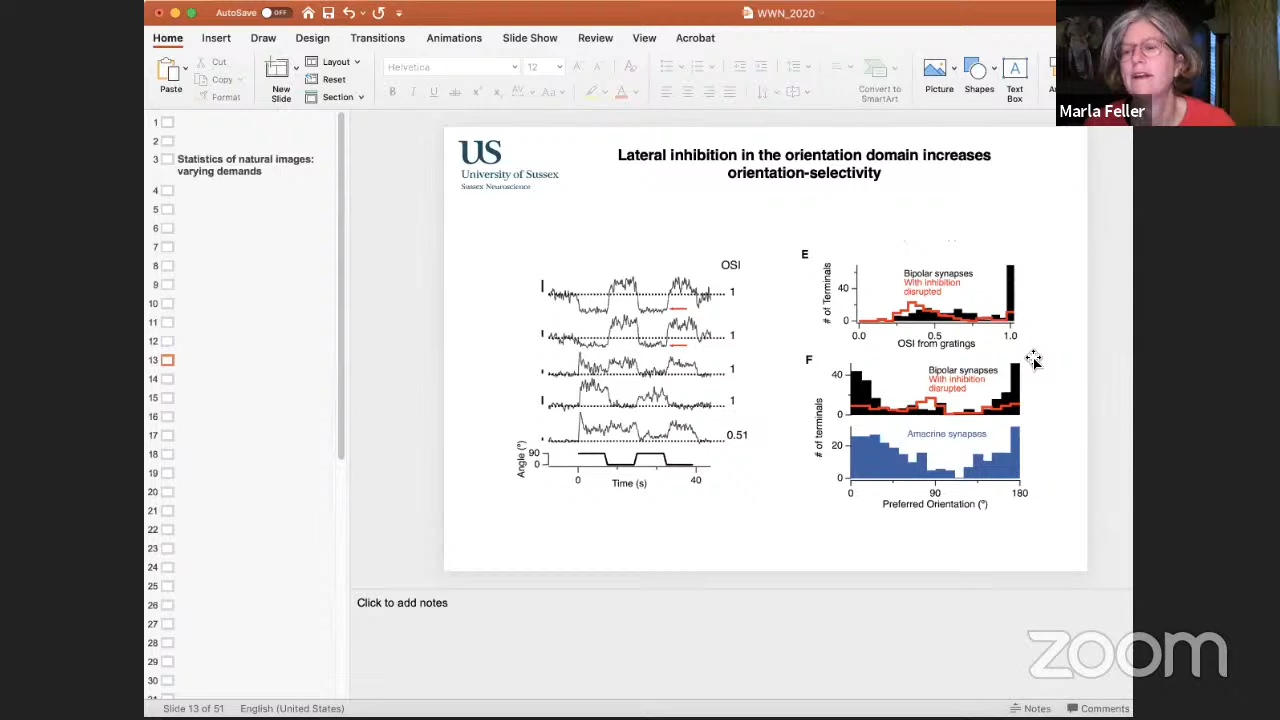 AutoSave OFF
WWN_2020
Home Insert Draw Design Transitions Animations Slide Show Review View Acrobat
Paste
Cut
Copy
Format
New Slide
Layout
Reset
Section
Helvetica
12
Convert to SmartArt
Picture
Shapes
Text Box
Marla Feller
1
2
3 Statistics of natural images: varying demands
4
5
6
7
8
9
10
11
12
13
14
15
16
17
18
19
20
21
22
23
24
25
26
27
28
29
30
US
University of Sussex
Sussex Neuroscience
Lateral inhibition in the orientation domain increases
orientation-selectivity
OSI
1
1
1
1
0.51
Angle (º)
90
0
0 40
Time (s)
E
# of Terminals
40
0
Bipolar synapses
With inhibition
disrupted
0.0 0.5 1.0
OSI from gratings
F
# of terminals
40
0
Bipolar synapses
With inhibition
disrupted
20
0
Amacrine synapses
0 90 180
Preferred Orientation (º)
Click to add notes
zoom
Slide 13 of 51 English (United States) Notes Comments